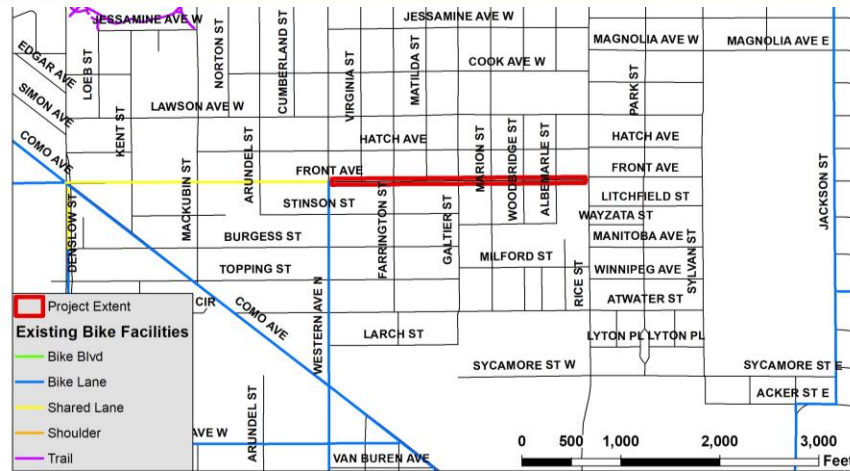 JESSAMINE AVE W
JESSAMINE AVE W
MAGNOLIA AVE W
MAGNOLIA AVE E
EDGAR AVE
LOEB ST
NORTON ST
CUMBERLAND ST
VIRGINIA ST
MATILDA ST
COOK AVE W
PARK ST
SIMON AVE
LAWSON AVE W
KENT ST
HATCH AVE
HATCH AVE
COMO AVE
ARUNDEL ST
MARION ST
WOODBRIDGE ST
ALBEMARLE ST
FRONT AVE
FRONT AVE
MACKUBIN ST
STINSON ST
LITCHFIELD ST
WAYZATA ST
JACKSON ST
DENSLOW ST
BURGESS ST
FARRINGTON ST
GALTIER ST
MANITOBA AVE
SYLVAN ST
MILFORD ST
TOPPING ST
WINNIPEG AVE
RICE ST
CIR
COMO AVE
WESTERN AVE N
ATWATER ST
LARCH ST
LYTON PL
LYTON PL
SYCAMORE ST W
SYCAMORE ST E
ACKER ST E
ARUNDEL ST
AVE W
VAN BUREN AVE
Project Extent
Existing Bike Facilities
Bike Blvd
Bike Lane
Shared Lane
Shoulder
Trail
0 500 1,000 2,000 3,000
Feet